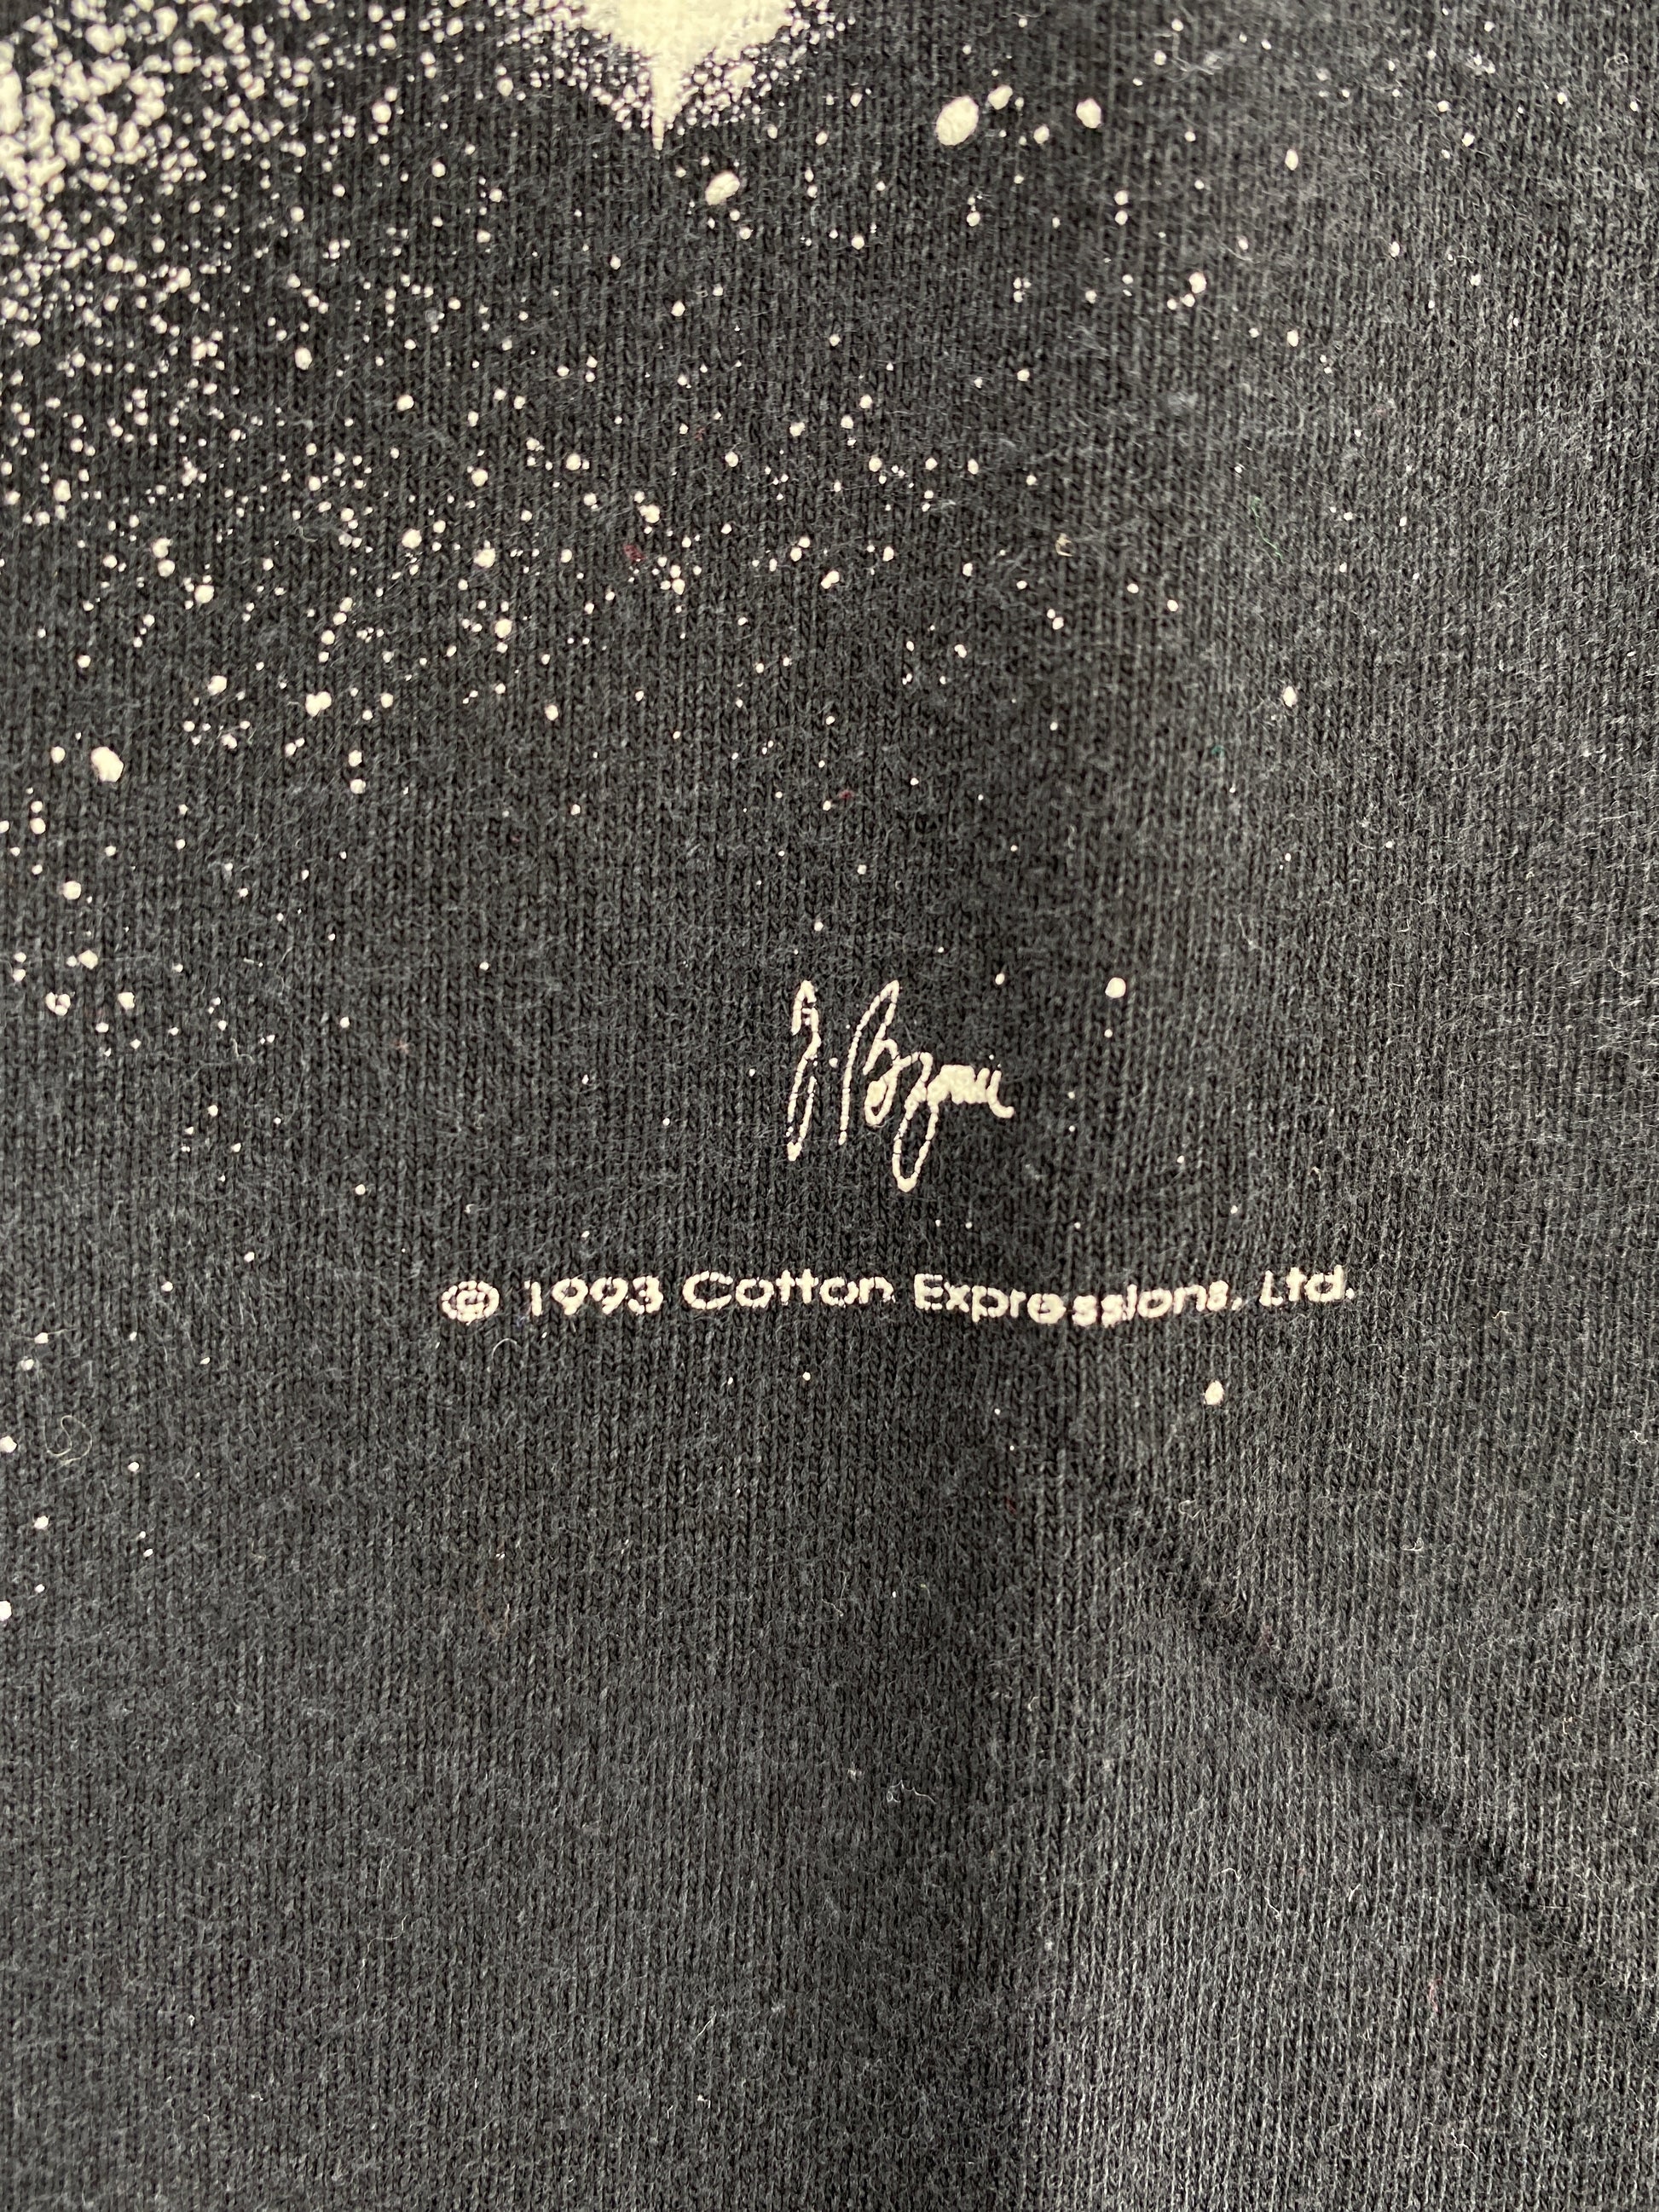 © 1993 Cotton Expressions, Ltd.